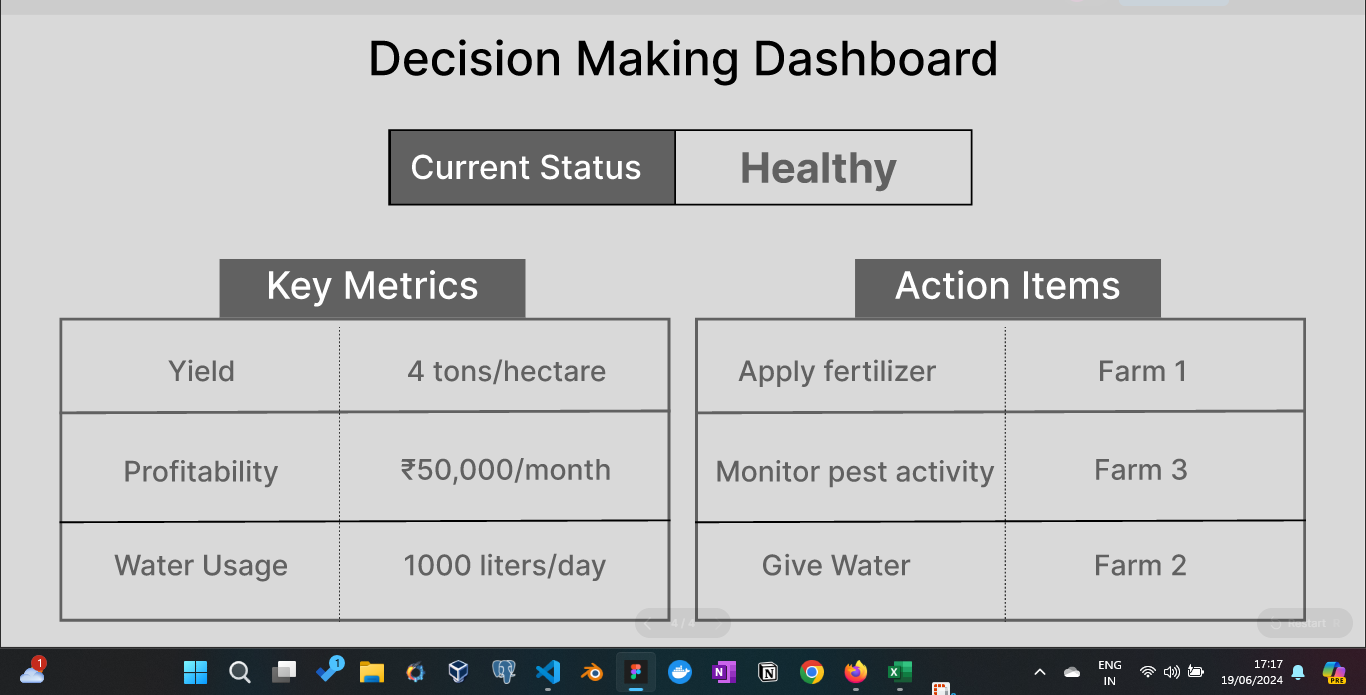 Decision Making Dashboard
Current Status Healthy
Key Metrics
Yield 4 tons/hectare
Profitability ₹50,000/month
Water Usage 1000 liters/day
Action Items
Apply fertilizer Farm 1
Monitor pest activity Farm 3
Give Water Farm 2
4 / 4
Restart
1
1
ENG
IN
17:17
19/06/2024
PRE